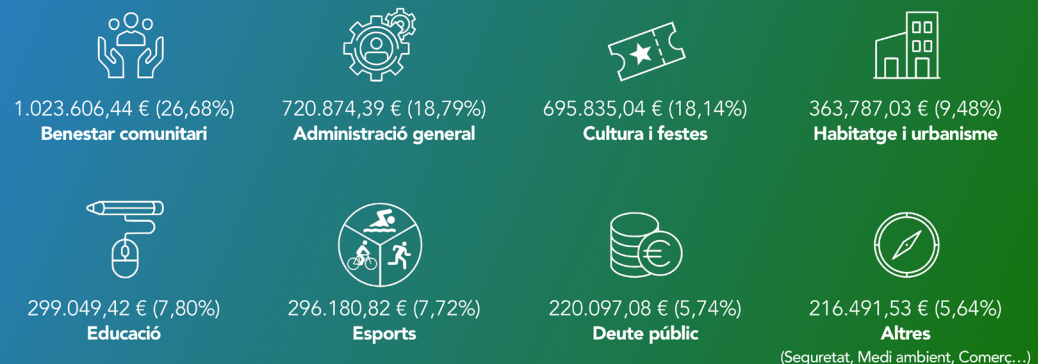 1.023.606,44 € (26,68%)
Benestar comunitari
720.874,39 € (18,79%)
Administració general
695.835,04 € (18,14%)
Cultura i festes
363,787,03 € (9,48%)
Habitatge i urbanisme
299.049,42 € (7,80%)
Educació
296.180,82 € (7,72%)
Esports
220.097,08 € (5,74%)
Deute públic
216.491,53 € (5,64%)
Altres
(Seguretat, Medi ambient, Comerç...)